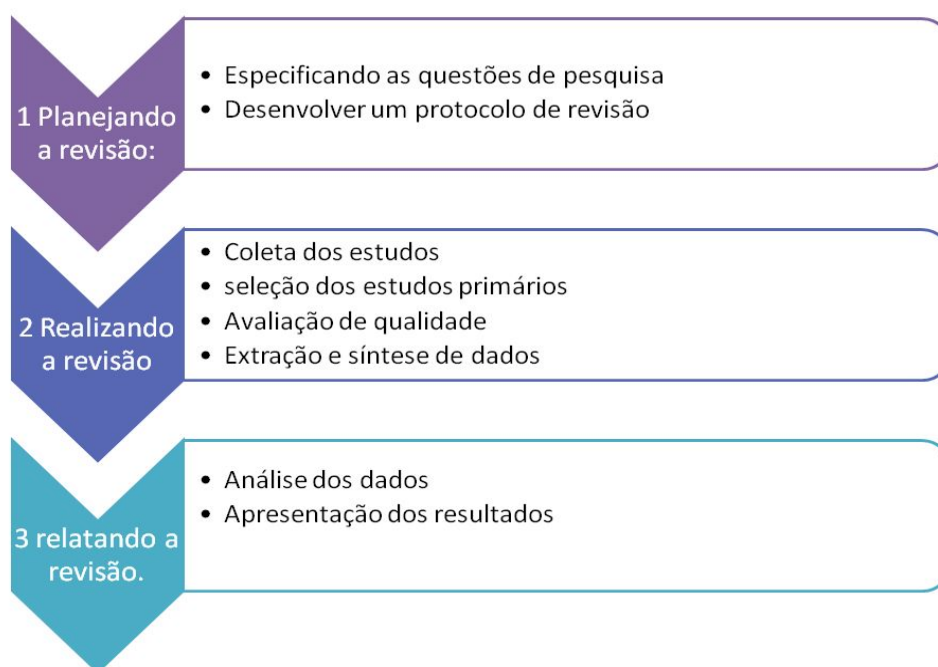 1 Planejando
a revisão:
• Especificando as questões de pesquisa
• Desenvolver um protocolo de revisão
2 Realizando
a revisão
• Coleta dos estudos
• seleção dos estudos primários
• Avaliação de qualidade
• Extração e síntese de dados
3 relatando a
revisão.
• Análise dos dados
• Apresentação dos resultados